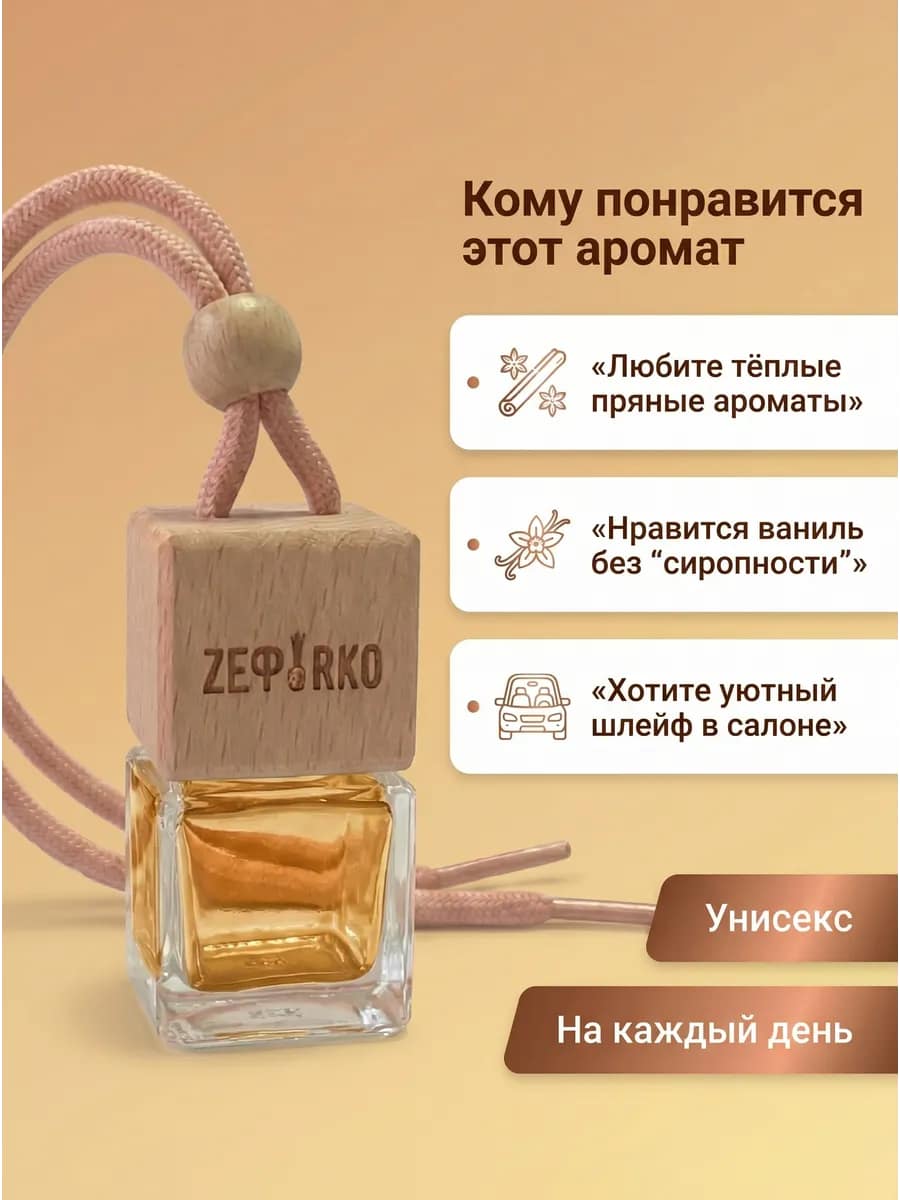 Кому понравится
этот аромат
«Любите тёплые
пряные ароматы»
«Нравится ваниль
без “сиропности”»
«Хотите уютный
шлейф в салоне»
ZEФIRKO
Унисекс
На каждый день